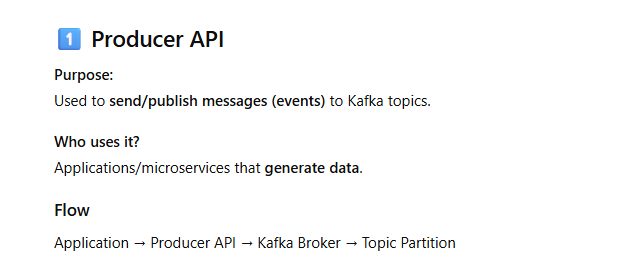 1️⃣ Producer API
Purpose:
Used to send/publish messages (events) to Kafka topics.
Who uses it?
Applications/microservices that generate data.
Flow
Application → Producer API → Kafka Broker → Topic Partition